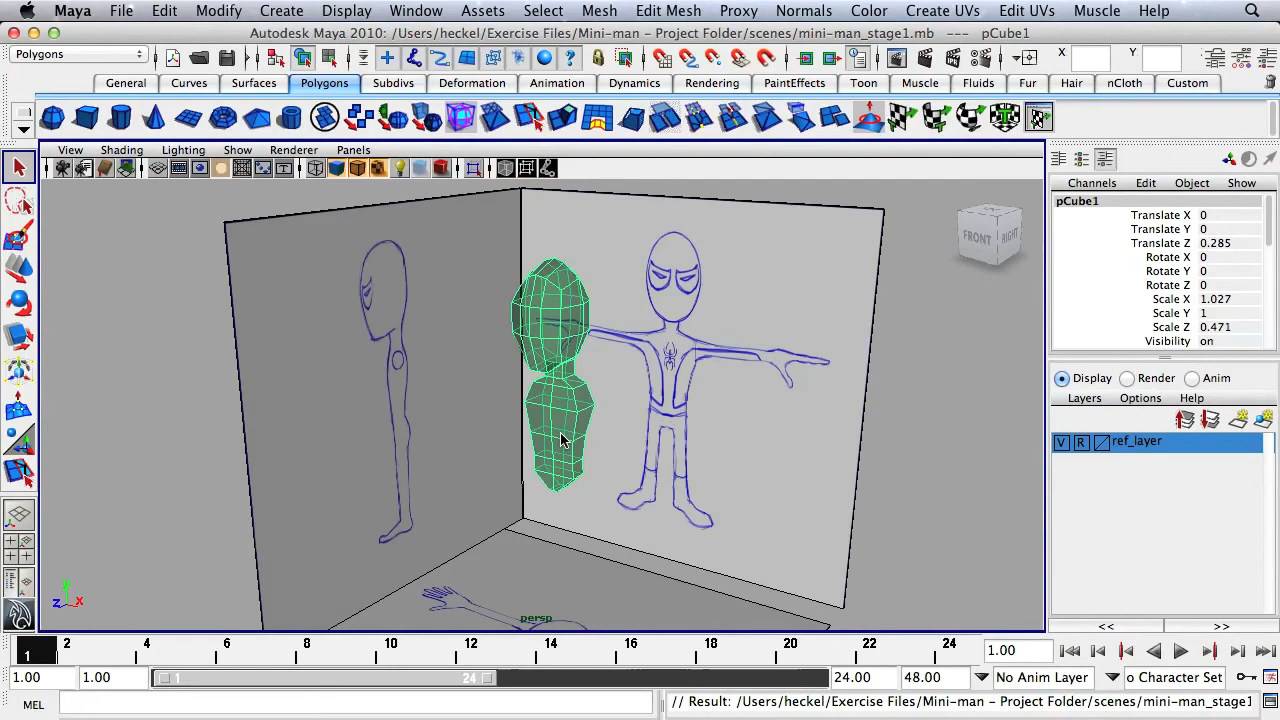 Maya File Edit Modify Create Display Window Assets Select Mesh Edit Mesh Proxy Normals Color Create UVs Edit UVs Muscle Help
Autodesk Maya 2010: /Users/heckel/Exercise Files/Mini-man - Project Folder/scenes/mini-man_stage1.mb --- pCube1
Polygons X Y
General Curves Surfaces Polygons Subdivs Deformation Animation Dynamics Rendering PaintEffects Toon Muscle Fluids Fur Hair nCloth Custom
View Shading Lighting Show Renderer Panels
Channels Edit Object Show
pCube1
Translate X 0
Translate Y 0
Translate Z 0.285
Rotate X 0
Rotate Y 0
Rotate Z 0
Scale X 1.027
Scale Y 1
Scale Z 0.471
Visibility on
FRONT RIGHT
Display Render Anim
Layers Options Help
V R ref_layer
y
z x
persp
<< >>
1 2 4 6 8 10 12 14 16 18 20 22 24 1.00
1.00 1.00 1 24 24.00 48.00 No Anim Layer o Character Set
MEL // Result: /Users/heckel/Exercise Files/Mini-man - Project Folder/scenes/mini-man_stage1